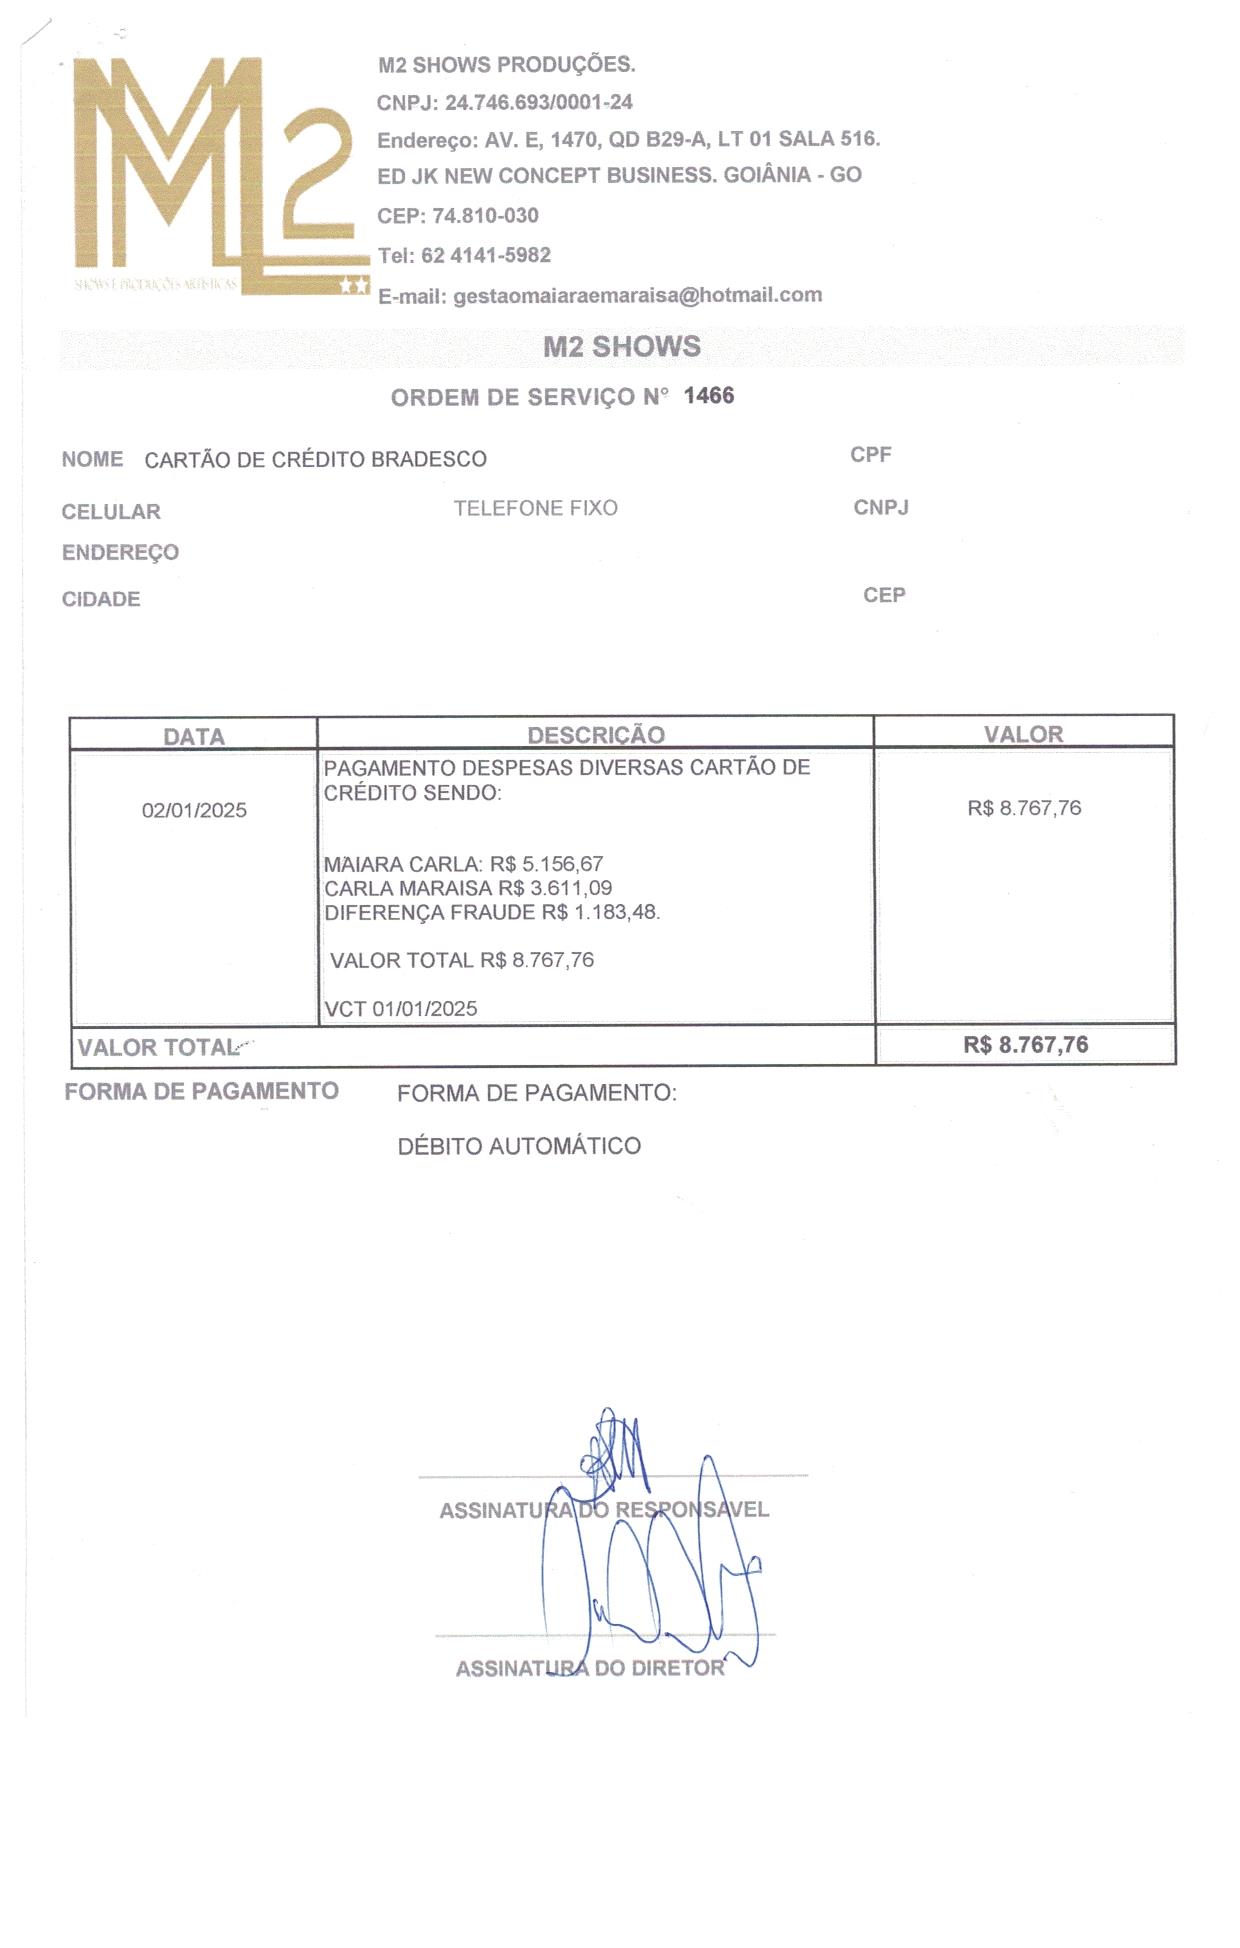 M2 SHOWS PRODUÇÕES.
CNPJ: 24.746.693/0001-24
Endereço: AV. E, 1470, QD B29-A, LT 01 SALA 516.
ED JK NEW CONCEPT BUSINESS. GOIÂNIA - GO
CEP: 74.810-030
Tel: 62 4141-5982
E-mail: gestaomaiaraemaraisa@hotmail.com
M2
SHOWS E PRODUÇÕES ARTÍSTICAS
M2 SHOWS
ORDEM DE SERVIÇO N° 1466
NOME CARTÃO DE CRÉDITO BRADESCO CPF
CELULAR TELEFONE FIXO CNPJ
ENDEREÇO
CIDADE CEP
DATA DESCRIÇÃO VALOR
PAGAMENTO DESPESAS DIVERSAS CARTÃO DE
CRÉDITO SENDO:
02/01/2025 R$ 8.767,76
MAIARA CARLA: R$ 5.156,67
CARLA MARAISA R$ 3.611,09
DIFERENÇA FRAUDE R$ 1.183,48.
VALOR TOTAL R$ 8.767,76
VCT 01/01/2025
VALOR TOTAL R$ 8.767,76
FORMA DE PAGAMENTO FORMA DE PAGAMENTO:
DÉBITO AUTOMÁTICO
ASSINATURA DO RESPONSAVEL
ASSINATURA DO DIRETOR